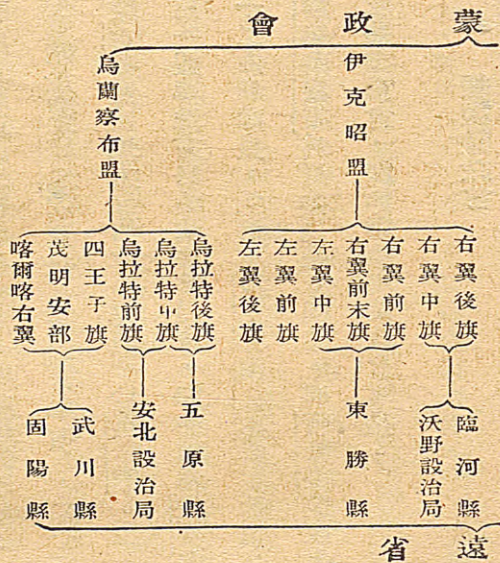 蒙政會
伊克昭盟
烏蘭察布盟
右翼後旗
右翼中旗
右翼前旗
右翼前末旗
左翼中旗
左翼前旗
左翼後旗
烏拉特後旗
烏拉特中旗
烏拉特前旗
四王子旗
茂明安部
喀爾喀右翼
臨河縣
沃野設治局
東勝縣
五原縣
安北設治局
武川縣
固陽縣
遠省